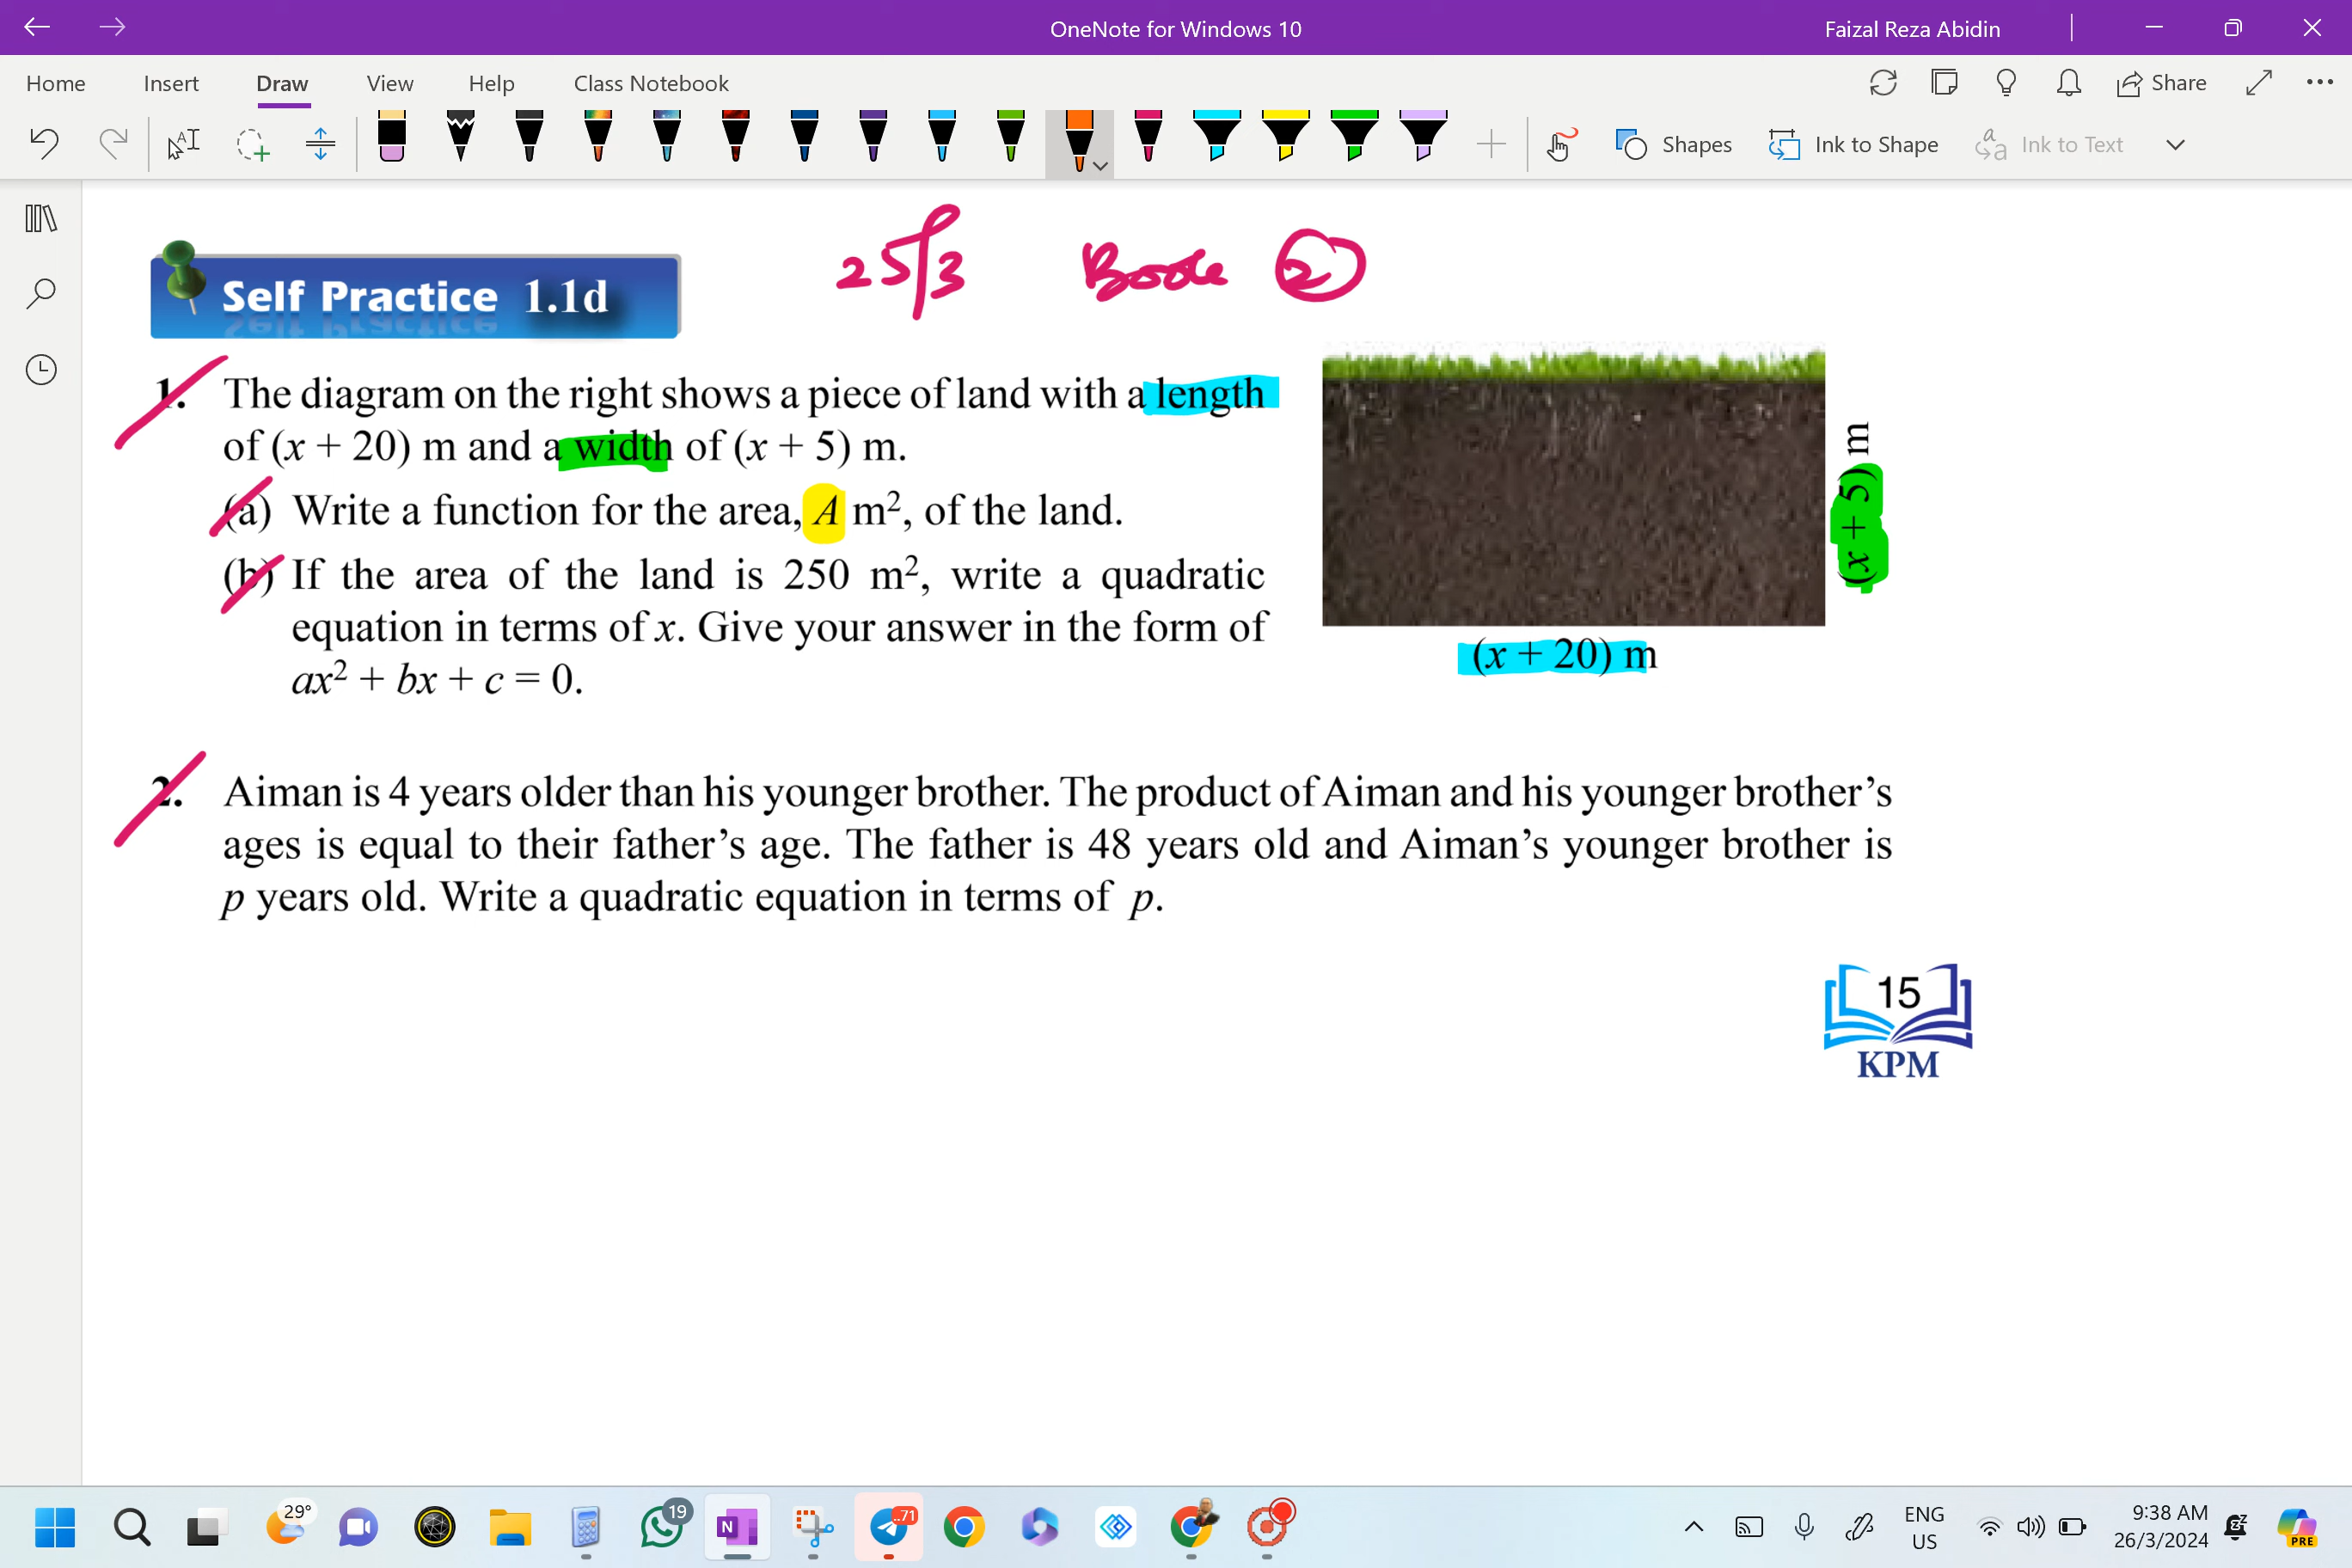 OneNote for Windows 10
Faizal Reza Abidin
Home Insert Draw View Help Class Notebook
Share
Shapes Ink to Shape Ink to Text
25/3 Book 2
Self Practice 1.1d
1. The diagram on the right shows a piece of land with a length
of (x + 20) m and a width of (x + 5) m.
(a) Write a function for the area, A m², of the land.
(b) If the area of the land is 250 m², write a quadratic
equation in terms of x. Give your answer in the form of
ax² + bx + c = 0.
(x + 5) m
(x + 20) m
2. Aiman is 4 years older than his younger brother. The product of Aiman and his younger brother’s
ages is equal to their father’s age. The father is 48 years old and Aiman’s younger brother is
p years old. Write a quadratic equation in terms of p.
15
KPM
29°
19
N
..71
ENG
US
9:38 AM
26/3/2024
PRE